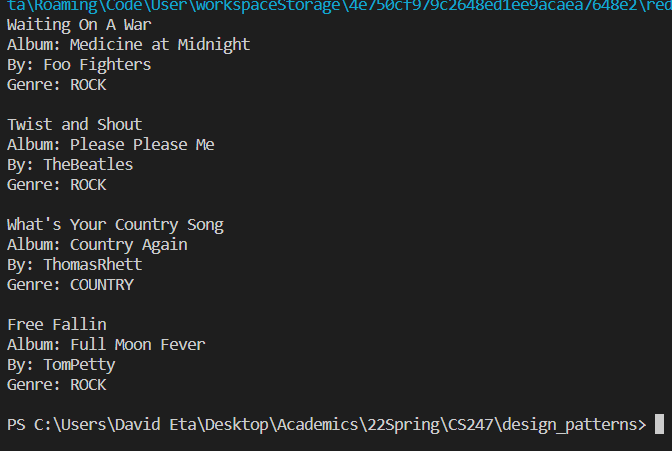 ta\Roaming\Code\User\workspaceStorage\4e750cf979c2648ed1ee9acaea7648e2\red
Waiting On A War
Album: Medicine at Midnight
By: Foo Fighters
Genre: ROCK
Twist and Shout
Album: Please Please Me
By: TheBeatles
Genre: ROCK
What's Your Country Song
Album: Country Again
By: ThomasRhett
Genre: COUNTRY
Free Fallin
Album: Full Moon Fever
By: TomPetty
Genre: ROCK
PS C:\Users\David Eta\Desktop\Academics\22Spring\CS247\design_patterns>